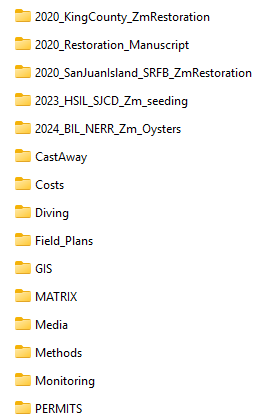 2020_KingCounty_ZmRestoration
2020_Restoration_Manuscript
2020_SanJuanIsland_SRFB_ZmRestoration
2023_HSIL_SJCD_Zm_seeding
2024_BIL_NERR_Zm_Oysters
CastAway
Costs
Diving
Field_Plans
GIS
MATRIX
Media
Methods
Monitoring
PERMITS